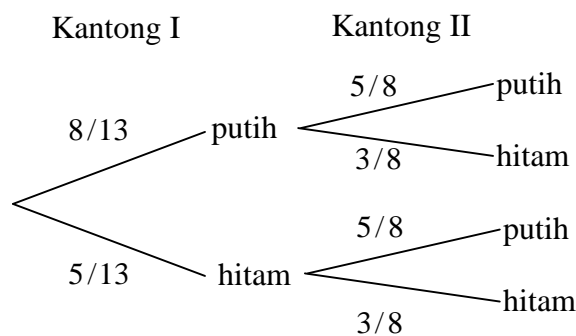 Kantong I Kantong II
5/8 putih
8/13 putih
3/8 hitam
5/8 putih
5/13 hitam
3/8 hitam